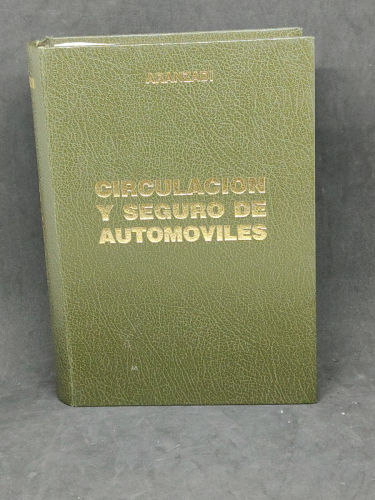 ARANZADI
CIRCULACION
Y SEGURO DE
AUTOMOVILES